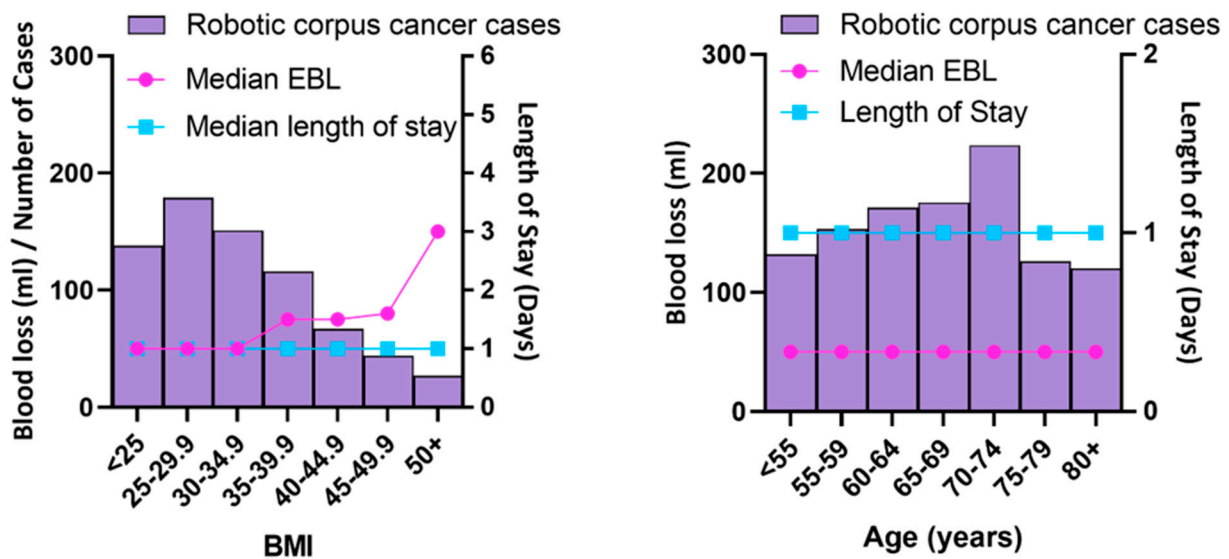 Robotic corpus cancer cases
Median EBL
Median length of stay
Blood loss (ml) / Number of Cases
300
200
100
0
6
5
4
3
2
1
0
Length of Stay (Days)
<25
25-29.9
30-34.9
35-39.9
40-44.9
45-49.9
50+
BMI
Robotic corpus cancer cases
Median EBL
Length of Stay
Blood loss (ml)
300
200
100
0
2
1
0
Length of Stay (Days)
<55
55-59
60-64
65-69
70-74
75-79
80+
Age (years)